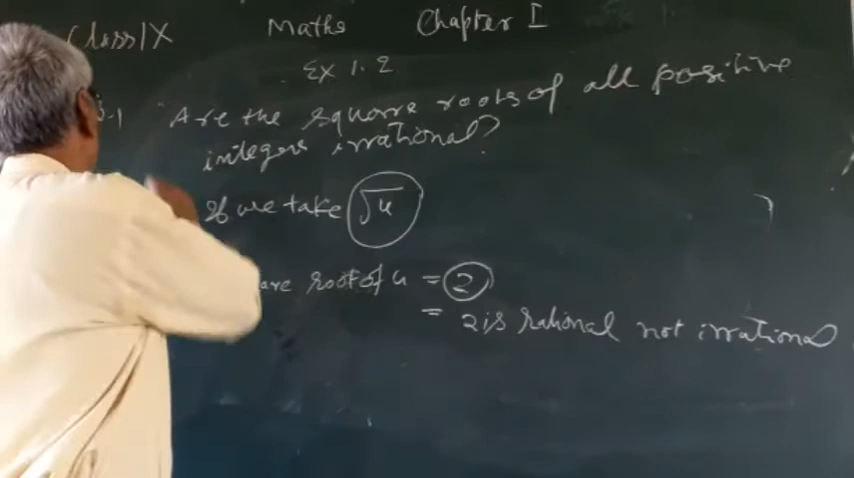 Class IX Maths Chapter I
Ex 1.2
.1 Are the square roots of all positive
integers irrational?
If we take √4
are root of 4 = 2
= 2 is rational not irrational